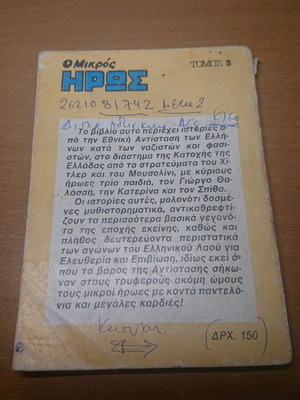 Ο Μικρός ΤΟΜΟΣ 3
ΗΡΩΣ
2621081742 μετα 2
Το βιβλίο αυτό περιέχει ιστορίες α-
πό την Εθνική Αντίσταση των Ελλή-
νων κατά των ναζιστών και φασι-
στών, στο διάστημα της Κατοχής της
Ελλάδας από τα στρατεύματα του Χί-
τλερ και του Μουσολίνι, με κύριους
ήρωες τρία παιδιά, τον Γιώργο Θα-
λάσση, την Κατερίνα και τον Σπίθα.
Οι ιστορίες αυτές, μολονότι δοσμέ-
νες μυθιστορηματικά, αντικαθρεφτί-
ζουν τα περισσότερα βασικά γεγονό-
τα της εποχής εκείνης, καθώς και
πλήθος δευτερεύοντα περιστατικά
των αγώνων του Ελληνικού Λαού για
Ελευθερία και Επιβίωση, ιδίως εκεί ό-
που το βάρος της Αντίστασης σήκω-
ναν στους τρυφερούς ακόμη ώμους
τους μικροί ήρωες με κοντά παντελό-
νια και μεγάλες καρδιές!
(ΔΡΧ. 150)